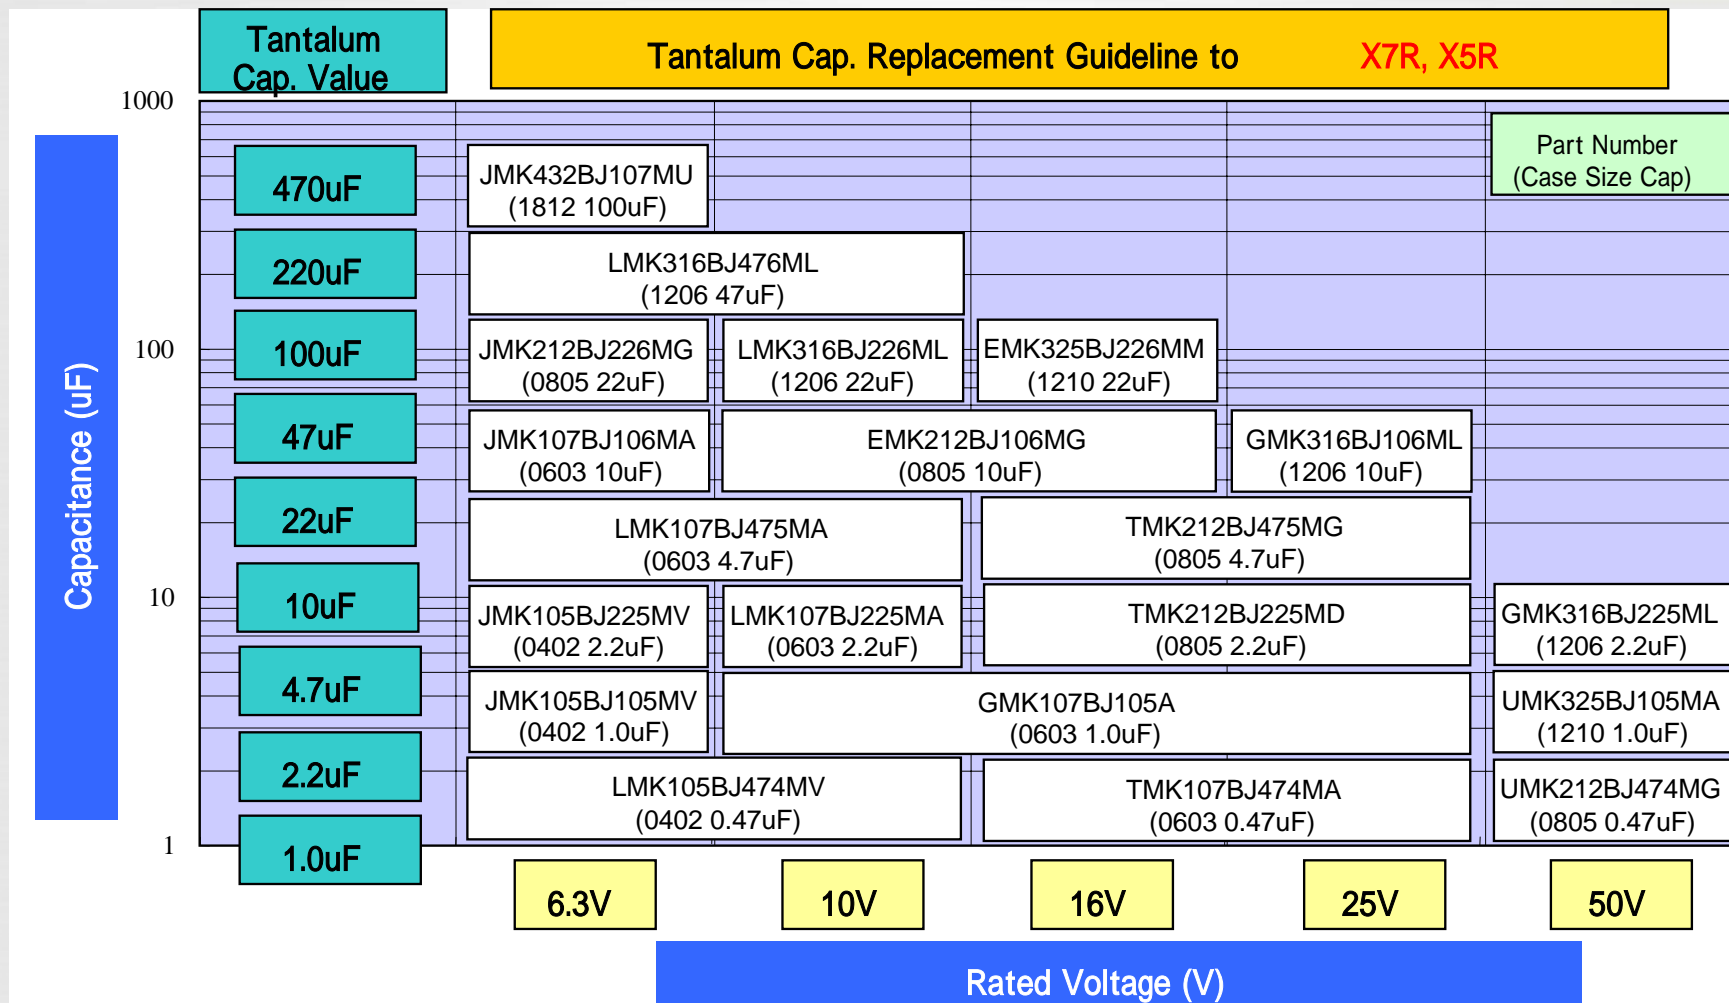 Tantalum
Cap. Value
Tantalum Cap. Replacement Guideline to X7R, X5R
1000
Part Number
(Case Size Cap)
470uF
JMK432BJ107MU
(1812 100uF)
220uF
LMK316BJ476ML
(1206 47uF)
100
100uF
JMK212BJ226MG
(0805 22uF)
LMK316BJ226ML
(1206 22uF)
EMK325BJ226MM
(1210 22uF)
Capacitance (uF)
47uF
JMK107BJ106MA
(0603 10uF)
EMK212BJ106MG
(0805 10uF)
GMK316BJ106ML
(1206 10uF)
22uF
LMK107BJ475MA
(0603 4.7uF)
TMK212BJ475MG
(0805 4.7uF)
10
10uF
JMK105BJ225MV
(0402 2.2uF)
LMK107BJ225MA
(0603 2.2uF)
TMK212BJ225MD
(0805 2.2uF)
GMK316BJ225ML
(1206 2.2uF)
4.7uF
JMK105BJ105MV
(0402 1.0uF)
GMK107BJ105A
(0603 1.0uF)
UMK325BJ105MA
(1210 1.0uF)
2.2uF
LMK105BJ474MV
(0402 0.47uF)
TMK107BJ474MA
(0603 0.47uF)
UMK212BJ474MG
(0805 0.47uF)
1
1.0uF
6.3V
10V
16V
25V
50V
Rated Voltage (V)